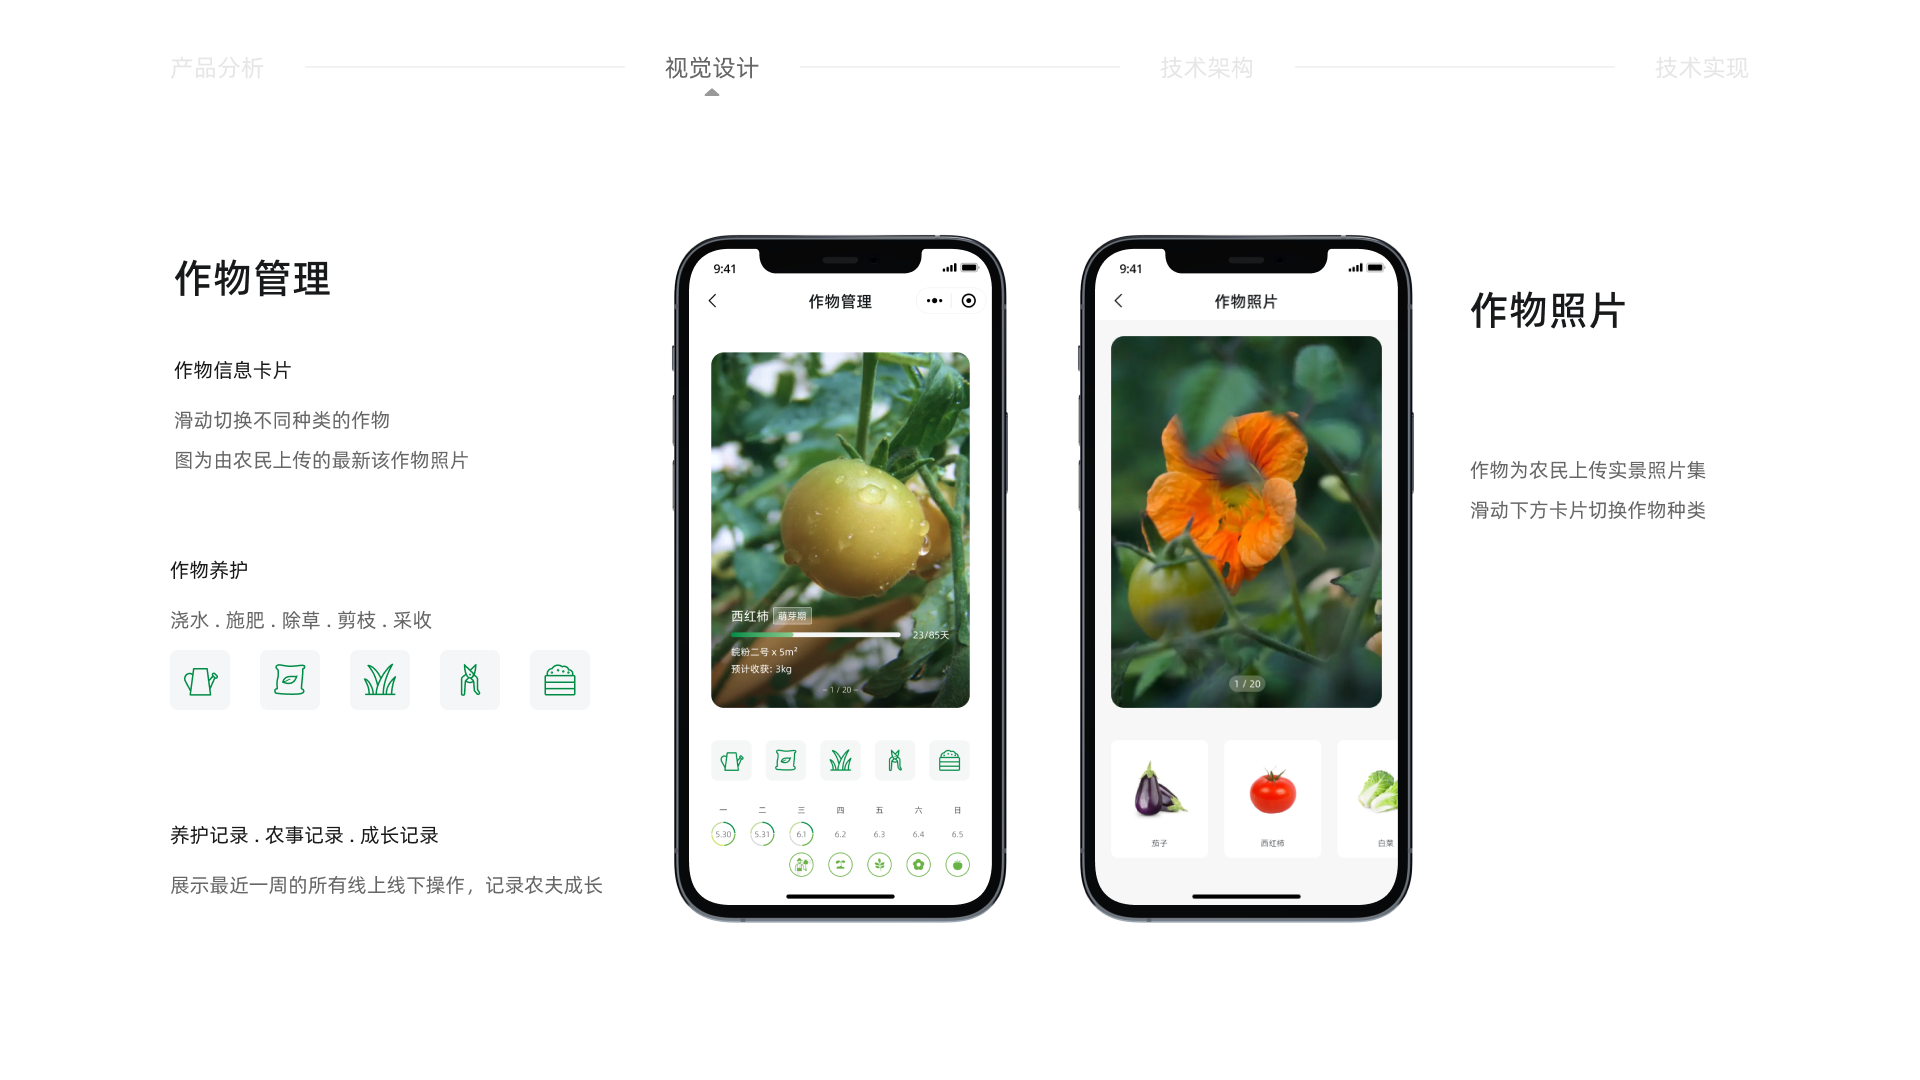 产品分析
视觉设计
技术架构
技术实现
作物管理
作物信息卡片
滑动切换不同种类的作物
图为由农民上传的最新该作物照片
作物养护
浇水 . 施肥 . 除草 . 剪枝 . 采收
养护记录 . 农事记录 . 成长记录
展示最近一周的所有线上线下操作，记录农夫成长
9:41
作物管理
西红柿 萌芽期
23/85天
皖粉二号 x 5m²
预计收获: 3kg
– 1 / 20 –
一 二 三 四 五 六 日
5.30 5.31 6.1 6.2 6.3 6.4 6.5
9:41
作物照片
1 / 20
茄子 西红柿 白菜
作物照片
作物为农民上传实景照片集
滑动下方卡片切换作物种类